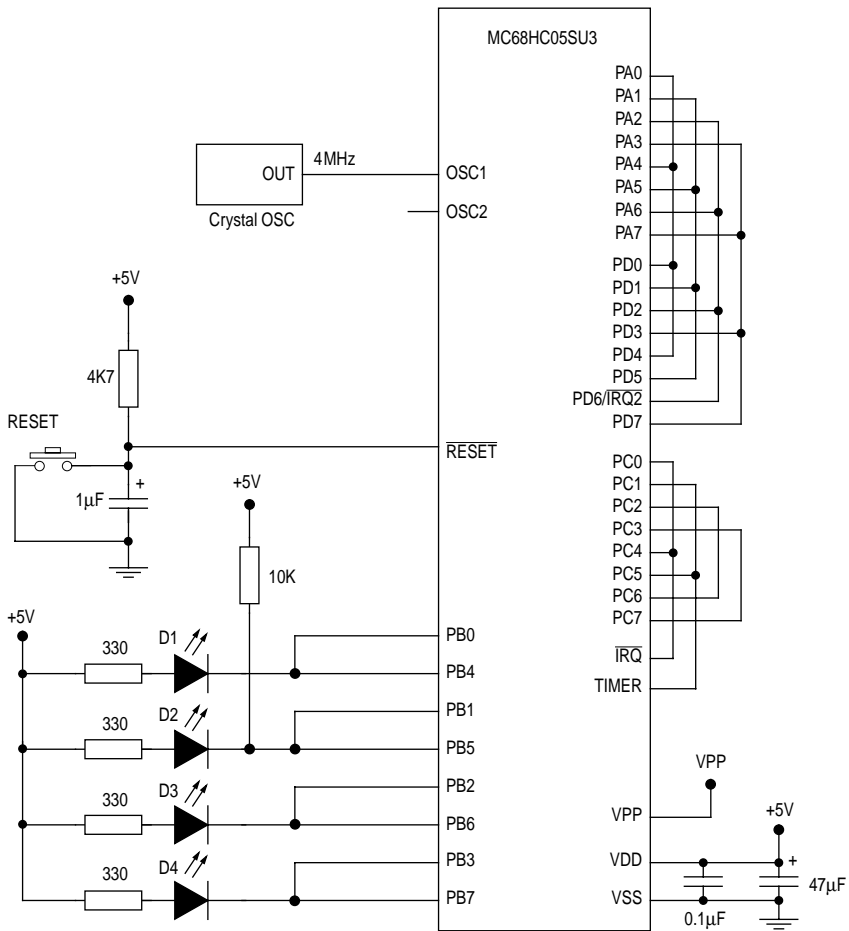 MC68HC05SU3
PA0
PA1
PA2
PA3
PA4
PA5
PA6
PA7
PD0
PD1
PD2
PD3
PD4
PD5
PD6/IRQ2
PD7
PC0
PC1
PC2
PC3
PC4
PC5
PC6
PC7
IRQ
TIMER
VPP
VDD
VSS
OUT
4MHz
Crystal OSC
OSC1
OSC2
+5V
4K7
RESET
RESET
1µF
+
+5V
10K
+5V
330
D1
PB0
PB4
330
D2
PB1
PB5
330
D3
PB2
PB6
330
D4
PB3
PB7
VPP
+5V
+
47µF
0.1µF